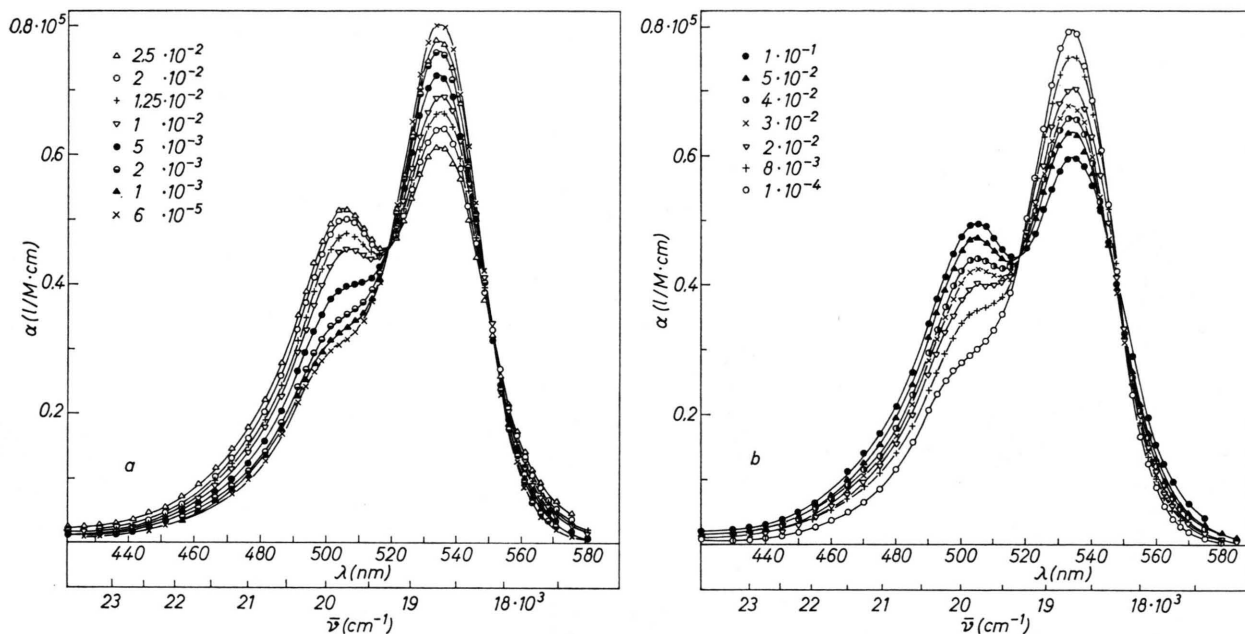 0.8·10⁵
△ 2,5 ·10⁻²
○ 2 ·10⁻²
+ 1,25·10⁻²
▽ 1 ·10⁻²
● 5 ·10⁻³
◒ 2 ·10⁻³
▲ 1 ·10⁻³
× 6 ·10⁻⁵
0.6
α (l/M·cm)
0.4
0.2
a
440 460 480 500 520 540 560 580
λ(nm)
23 22 21 20 19 18·10³
ν̅ (cm⁻¹)
0.8·10⁵
● 1·10⁻¹
▲ 5·10⁻²
◑ 4·10⁻²
× 3·10⁻²
▽ 2·10⁻²
+ 8·10⁻³
○ 1·10⁻⁴
0.6
α (l/M·cm)
0.4
0.2
b
440 460 480 500 520 540 560 580
λ(nm)
23 22 21 20 19 18·10³
ν̅ (cm⁻¹)